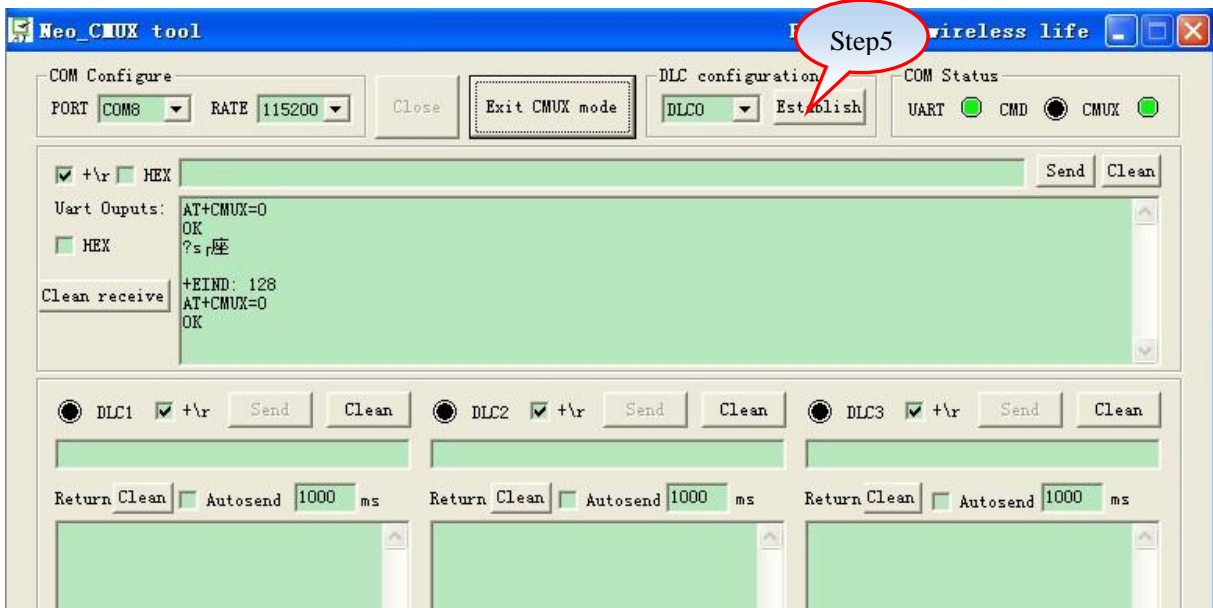 Neo_CMUX tool
wireless life
Step5
COM Configure
DLC configuration
COM Status
PORT COM8 RATE 115200 Close Exit CMUX mode DLC0 Establish UART CMD CMUX
+\r HEX Send Clean
Uart Ouputs:
HEX
Clean receive
AT+CMUX=0
OK
?s┌座
+EIND: 128
AT+CMUX=0
OK
DLC1 +\r Send Clean
DLC2 +\r Send Clean
DLC3 +\r Send Clean
Return Clean Autosend 1000 ms
Return Clean Autosend 1000 ms
Return Clean Autosend 1000 ms